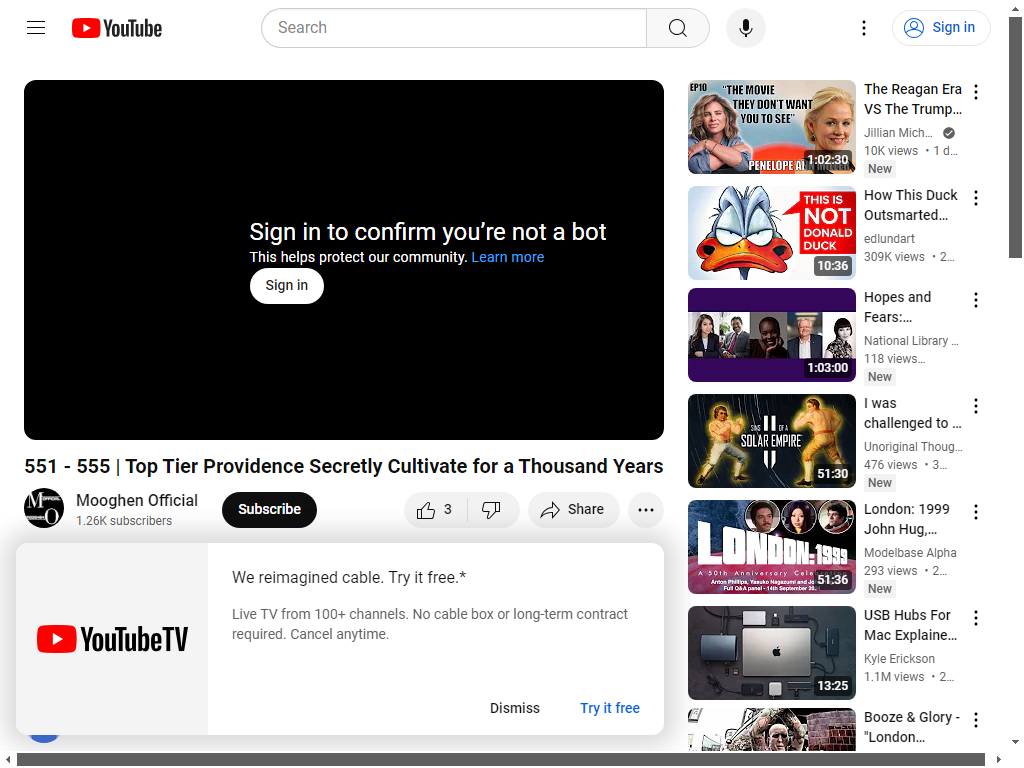 YouTube
Search
Sign in
Sign in to confirm you’re not a bot
This helps protect our community. Learn more
Sign in
551 - 555 | Top Tier Providence Secretly Cultivate for a Thousand Years
Mooghen Official
1.26K subscribers
Subscribe
3
Share
YouTubeTV
We reimagined cable. Try it free.*
Live TV from 100+ channels. No cable box or long-term contract
required. Cancel anytime.
Dismiss
Try it free
EP10
"THE MOVIE
THEY DON'T WANT
YOU TO SEE"
PENELOPE
1:02:30
The Reagan Era
VS The Trump...
Jillian Mich...
10K views • 1 d...
New
THIS IS
NOT
DONALD
DUCK
10:36
How This Duck
Outsmarted...
edlundart
309K views • 2...
1:03:00
Hopes and
Fears:...
National Library ...
118 views...
New
SINS OF A
SOLAR EMPIRE
II
51:30
I was
challenged to ...
Unoriginal Thoug...
476 views • 3...
New
LONDON:1999
A 50th Anniversary
Anton Phillips, Yasuko Nagazumi and
Full Q&A panel - 14th September
51:36
London: 1999
John Hug,...
Modelbase Alpha
293 views • 2...
New
13:25
USB Hubs For
Mac Explaine...
Kyle Erickson
1.1M views • 2...
Booze & Glory -
"London...